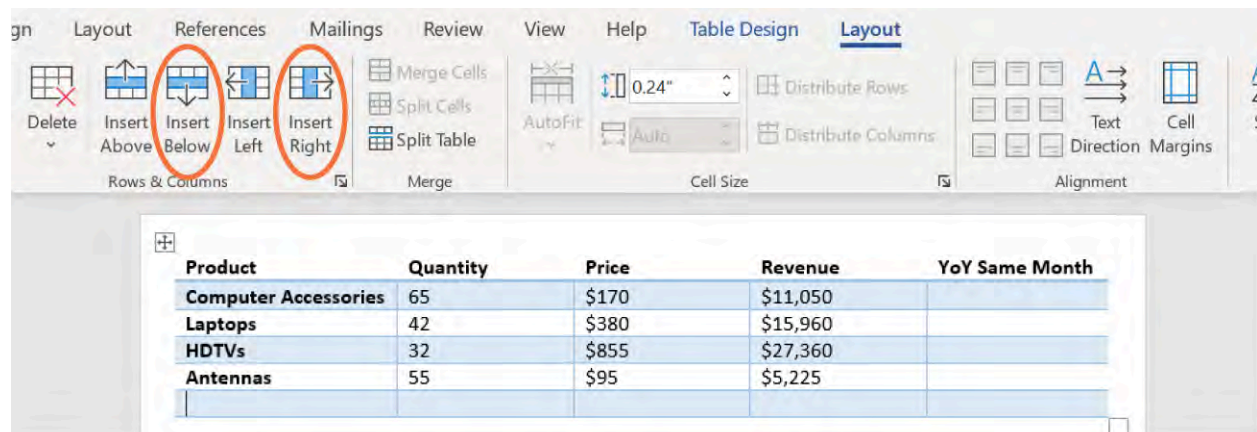 gn Layout References Mailings Review View Help Table Design Layout
Delete
Insert Above
Insert Below
Insert Left
Insert Right
Rows & Columns
Merge Cells
Split Cells
Split Table
Merge
AutoFit
0.24"
Auto
Distribute Rows
Distribute Columns
Cell Size
Text Direction
Cell Margins
Alignment
Product Quantity Price Revenue YoY Same Month
Computer Accessories 65 $170 $11,050
Laptops 42 $380 $15,960
HDTVs 32 $855 $27,360
Antennas 55 $95 $5,225